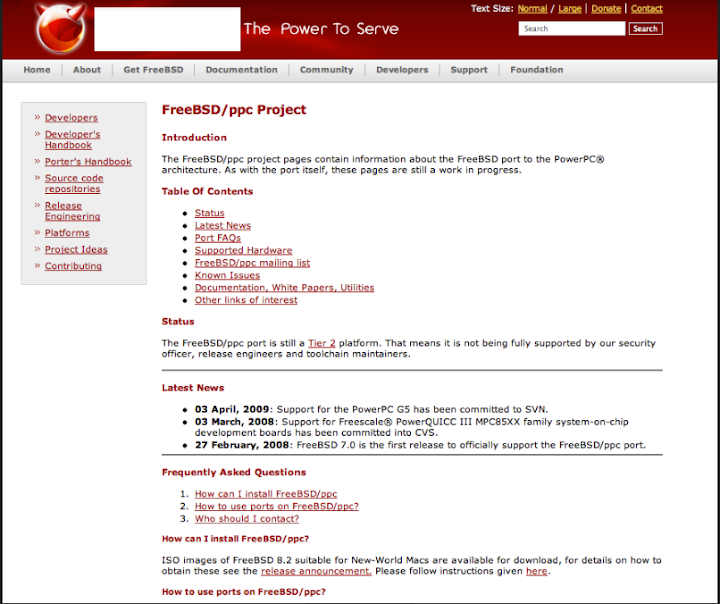 Text Size: Normal / Large | Donate | Contact
The Power To Serve
Search Search
Home About Get FreeBSD Documentation Community Developers Support Foundation
» Developers
» Developer's
Handbook
» Porter's Handbook
» Source code
repositories
» Release
Engineering
» Platforms
» Project Ideas
» Contributing
FreeBSD/ppc Project
Introduction
The FreeBSD/ppc project pages contain information about the FreeBSD port to the PowerPC®
architecture. As with the port itself, these pages are still a work in progress.
Table Of Contents
• Status
• Latest News
• Port FAQs
• Supported Hardware
• FreeBSD/ppc mailing list
• Known Issues
• Documentation, White Papers, Utilities
• Other links of interest
Status
The FreeBSD/ppc port is still a Tier 2 platform. That means it is not being fully supported by our security
officer, release engineers and toolchain maintainers.
Latest News
• 03 April, 2009: Support for the PowerPC G5 has been committed to SVN.
• 03 March, 2008: Support for Freescale® PowerQUICC III MPC85XX family system-on-chip
development boards has been committed into CVS.
• 27 February, 2008: FreeBSD 7.0 is the first release to officially support the FreeBSD/ppc port.
Frequently Asked Questions
1. How can I install FreeBSD/ppc
2. How to use ports on FreeBSD/ppc?
3. Who should I contact?
How can I install FreeBSD/ppc?
ISO images of FreeBSD 8.2 suitable for New-World Macs are available for download, for details on how to
obtain these see the release announcement. Please follow instructions given here.
How to use ports on FreeBSD/ppc?